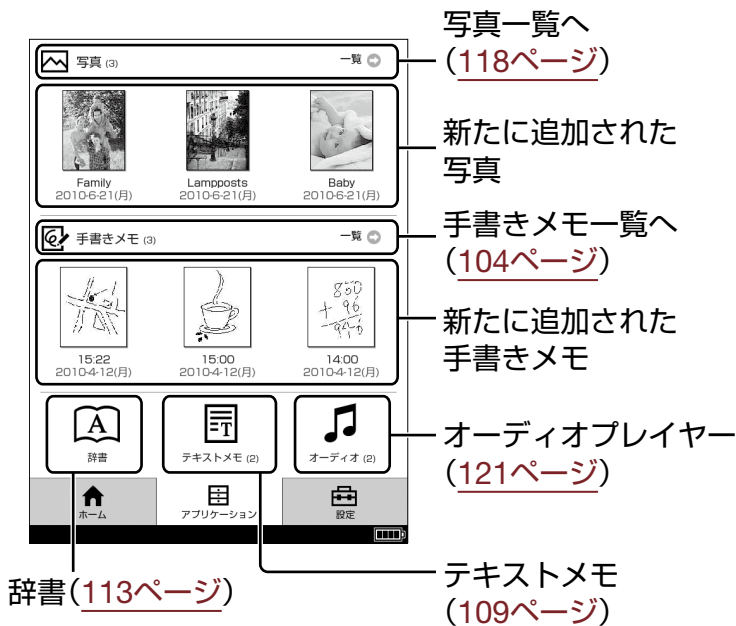 写真一覧へ
（118ページ）
写真 (3)
一覧
新たに追加された
写真
Family
2010-6-21(月)
Lampposts
2010-6-21(月)
Baby
2010-6-21(月)
手書きメモ一覧へ
（104ページ）
手書きメモ (3)
一覧
新たに追加された
手書きメモ
850
+ 96
946
15:22
2010-4-12(月)
15:00
2010-4-12(月)
14:00
2010-4-12(月)
オーディオプレイヤー
（121ページ）
A
辞書
T
テキストメモ (2)
オーディオ (2)
ホーム
アプリケーション
設定
辞書（113ページ）
テキストメモ
（109ページ）